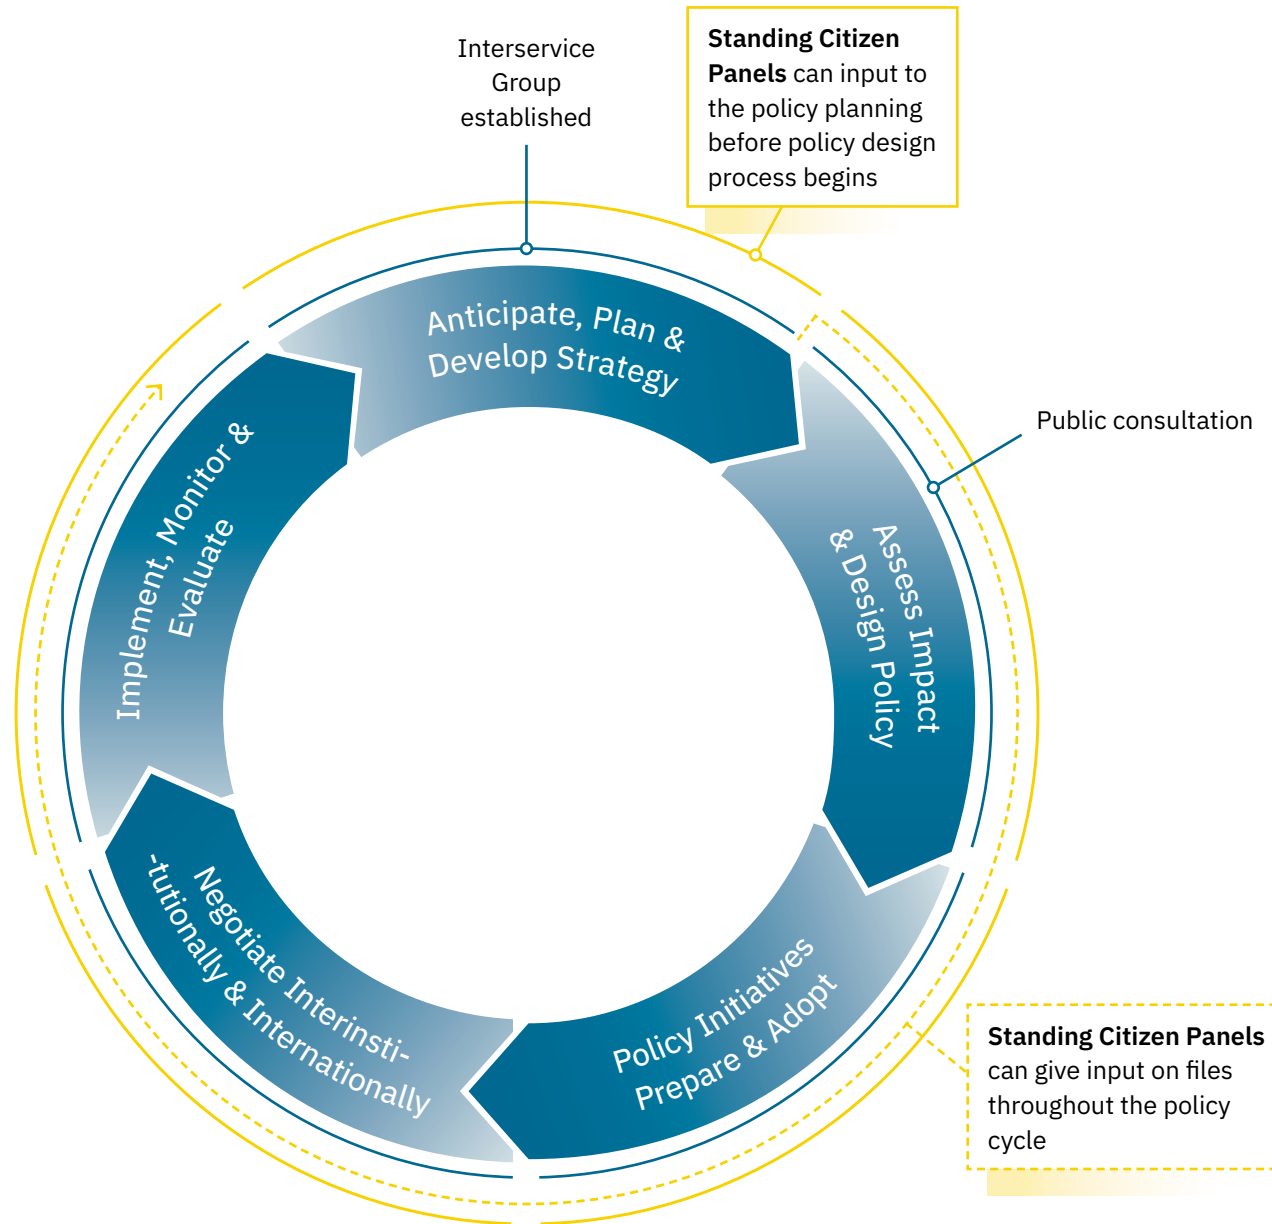 Interservice
Group
established
Standing Citizen
Panels can input to
the policy planning
before policy design
process begins
Anticipate, Plan &
Develop Strategy
Public consultation
Assess Impact
& Design Policy
Policy Initiatives
Prepare & Adopt
Standing Citizen Panels
can give input on files
throughout the policy
cycle
Negotiate Interinsti-
-tutionally & Internationally
Implement, Monitor &
Evaluate